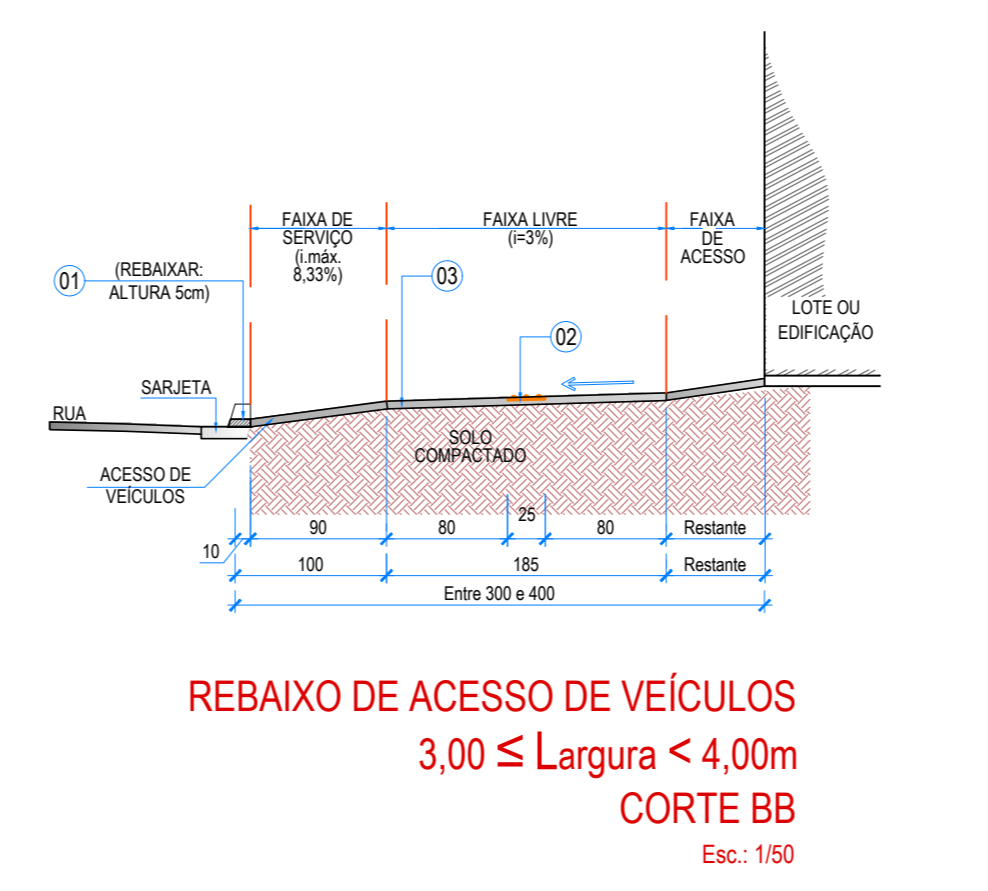 FAIXA DE
SERVIÇO
(i.máx.
8,33%)
FAIXA LIVRE
(i=3%)
FAIXA
DE
ACESSO
01
(REBAIXAR:
ALTURA 5cm)
03
02
LOTE OU
EDIFICAÇÃO
SARJETA
RUA
SOLO
COMPACTADO
ACESSO DE
VEÍCULOS
10
90
80
25
80
Restante
100
185
Restante
Entre 300 e 400
REBAIXO DE ACESSO DE VEÍCULOS
3,00 ≤ Largura < 4,00m
CORTE BB
Esc.: 1/50